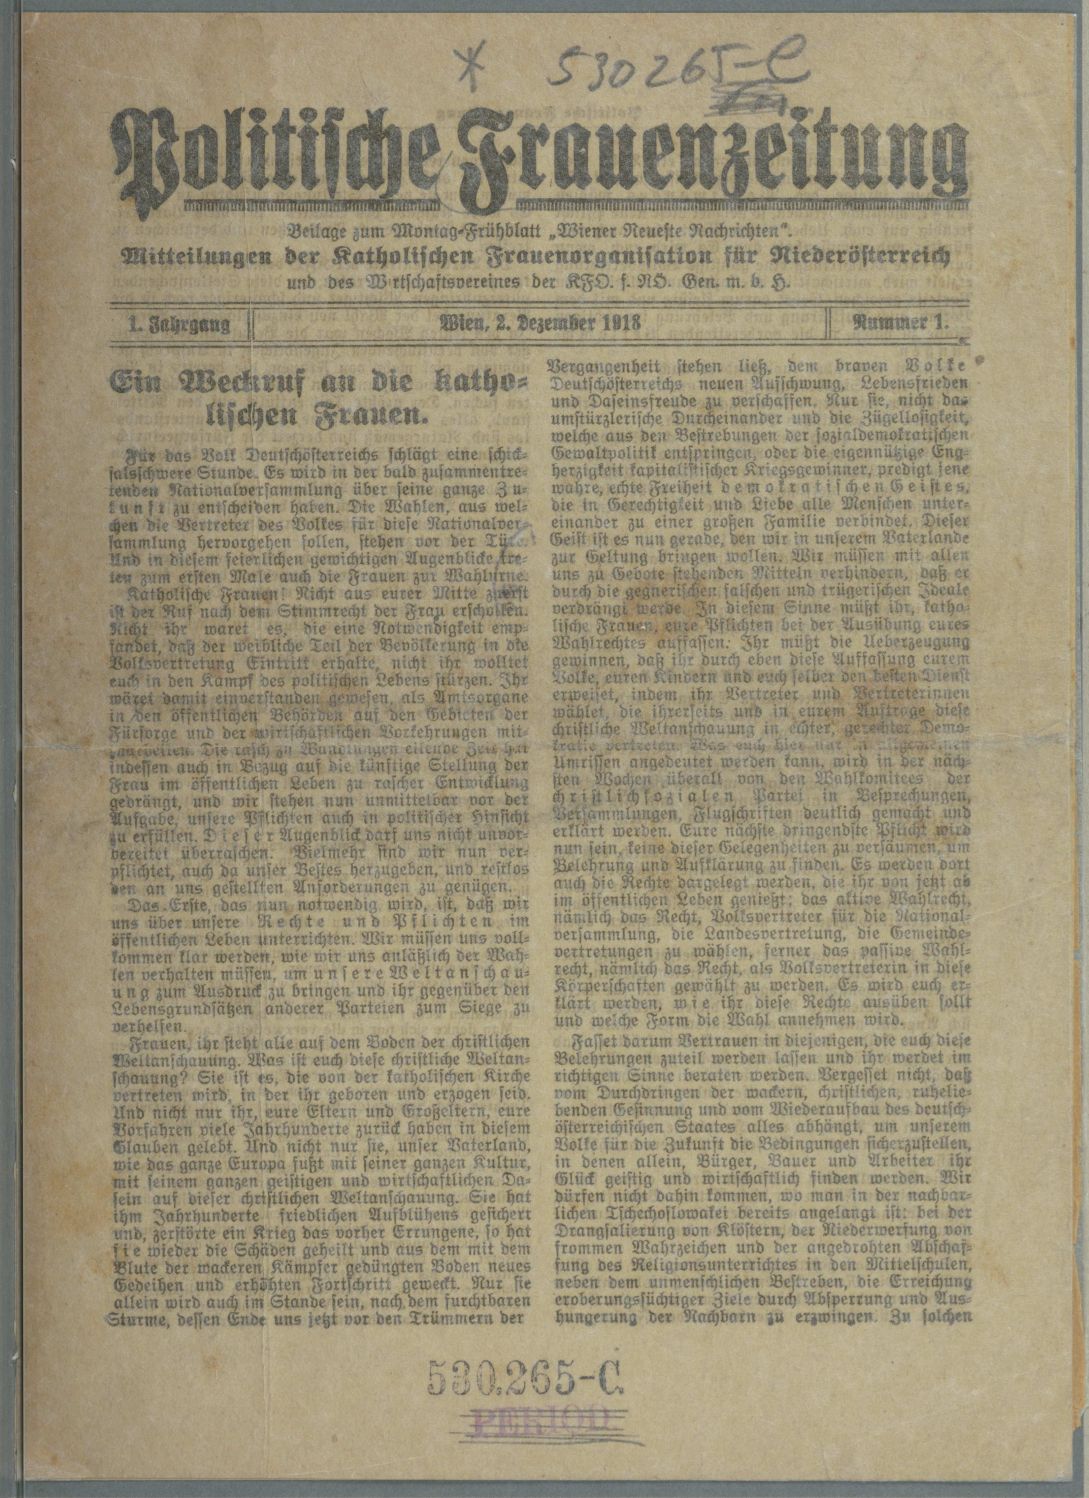 * 530265-C
Politische Frauenzeitung
Beilage zum Montag-Frühblatt „Wiener Neueste Nachrichten".
Mitteilungen der Katholischen Frauenorganisation für Niederösterreich
und des Wirtschaftsvereines der KFO. f. NÖ. Gen. m. b. H.
1. Jahrgang
Wien, 2. Dezember 1918
Nummer 1.
Ein Weckruf an die katho-
lischen Frauen.
Für das Volk Deutschösterreichs schlägt eine schick-
salsschwere Stunde. Es wird in der bald zusammentre-
tenden Nationalversammlung über seine ganze Zu-
kunft zu entscheiden haben. Die Wahlen, aus wel-
chen die Vertreter des Volkes für diese Nationalver-
sammlung hervorgehen sollen, stehen vor der Türe.
Und in diesem feierlichen gewichtigen Augenblicke tre-
ten zum ersten Male auch die Frauen zur Wahlurne.
Katholische Frauen! Nicht aus eurer Mitte zuerst
ist der Ruf nach dem Stimmrecht der Frau erschollen.
Nicht ihr waret es, die eine Notwendigkeit emp-
fandet, daß der weibliche Teil der Bevölkerung in die
Volksvertretung Eintritt erhalte, nicht ihr wolltet
euch in den Kampf des politischen Lebens stürzen. Ihr
wäret damit einverstanden gewesen, als Amtsorgane
in den öffentlichen Behörden auf den Gebieten der
Fürsorge und der wirtschaftlichen Vorkehrungen mit-
zuarbeiten. Die rasch zu Wandlungen eilende Zeit hat
indessen auch in Bezug auf die künftige Stellung der
Frau im öffentlichen Leben zu rascher Entwicklung
gedrängt, und wir stehen nun unmittelbar vor der
Aufgabe, unsere Pflichten auch in politischer Hinsicht
zu erfüllen. Dieser Augenblick darf uns nicht unvor-
bereitet überraschen. Vielmehr sind wir nun ver-
pflichtet, auch da unser Bestes herzugeben, und restlos
den an uns gestellten Anforderungen zu genügen.
Das Erste, das nun notwendig wird, ist, daß wir
uns über unsere Rechte und Pflichten im
öffentlichen Leben unterrichten. Wir müssen uns voll-
kommen klar werden, wie wir uns anläßlich der Wah-
len verhalten müssen, um unsere Weltanschau-
ung zum Ausdruck zu bringen und ihr gegenüber den
Lebensgrundsätzen anderer Parteien zum Siege zu
verhelfen.
Frauen, ihr steht alle auf dem Boden der christlichen
Weltanschauung. Was ist euch diese christliche Weltan-
schauung? Sie ist es, die von der katholischen Kirche
vertreten wird, in der ihr geboren und erzogen seid.
Und nicht nur ihr, eure Eltern und Großeltern, eure
Vorfahren viele Jahrhunderte zurück haben in diesem
Glauben gelebt. Und nicht nur sie, unser Vaterland,
wie das ganze Europa fußt mit seiner ganzen Kultur,
mit seinem ganzen geistigen und wirtschaftlichen Da-
sein auf dieser christlichen Weltanschauung. Sie hat
ihm Jahrhunderte friedlichen Aufblühens gesichert
und, zerstörte ein Krieg das vorher Errungene, so hat
sie wieder die Schäden geheilt und aus dem mit dem
Blute der wackeren Kämpfer gedüngten Boden neues
Gedeihen und erhöhten Fortschritt geweckt. Nur sie
allein wird auch im Stande sein, nach dem furchtbaren
Sturme, dessen Ende uns jetzt vor den Trümmern der
Vergangenheit stehen ließ, dem braven Volke
Deutschösterreichs neuen Aufschwung, Lebensfrieden
und Daseinsfreude zu verschaffen. Nur sie, nicht das
umstürzlerische Durcheinander und die Zügellosigkeit,
welche aus den Bestrebungen der sozialdemokratischen
Gewaltpolitik entspringen, oder die eigennützige Eng-
herzigkeit kapitalistischer Kriegsgewinner, predigt jene
wahre, echte Freiheit demokratischen Geistes,
die in Gerechtigkeit und Liebe alle Menschen unter-
einander zu einer großen Familie verbindet. Dieser
Geist ist es nun gerade, den wir in unserem Vaterlande
zur Geltung bringen wollen. Wir müssen mit allen
uns zu Gebote stehenden Mitteln verhindern, daß er
durch die gegnerischen falschen und trügerischen Ideale
verdrängt werde. In diesem Sinne müßt ihr, katho-
lische Frauen, eure Pflichten bei der Ausübung eures
Wahlrechtes auffassen: Ihr müßt die Ueberzeugung
gewinnen, daß ihr durch eben diese Auffassung eurem
Volke, euren Kindern und euch selber den besten Dienst
erweiset, indem ihr Vertreter und Vertreterinnen
wählet, die ihrerseits und in eurem Auftrage diese
christliche Weltanschauung in echter, gerechter Demo-
kratie vertreten. Was euch hier nur in allgemeinen
Umrissen angedeutet werden kann, wird in der näch-
sten Wochen überall von den Wahlkomitees der
christlichsozialen Partei in Besprechungen,
Versammlungen, Flugschriften deutlich gemacht und
erklärt werden. Eure nächste dringendste Pflicht wird
nun sein, keine dieser Gelegenheiten zu versäumen, um
Belehrung und Aufklärung zu finden. Es werden dort
auch die Rechte dargelegt werden, die ihr von jetzt ab
im öffentlichen Leben genießt; das aktive Wahlrecht,
nämlich das Recht, Volksvertreter für die National-
versammlung, die Landesvertretung, die Gemeinde-
vertretungen zu wählen, ferner das passive Wahl-
recht, nämlich das Recht, als Volksvertreterin in diese
Körperschaften gewählt zu werden. Es wird euch er-
klärt werden, wie ihr diese Rechte ausüben sollt
und welche Form die Wahl annehmen wird.
Fasset darum Vertrauen in diejenigen, die euch diese
Belehrungen zuteil werden lassen und ihr werdet im
richtigen Sinne beraten werden. Vergesset nicht, daß
vom Durchdringen der wackern, christlichen, ruhelie-
benden Gesinnung und vom Wiederaufbau des deutsch-
österreichischen Staates alles abhängt, um unserem
Volke für die Zukunft die Bedingungen sicherzustellen,
in denen allein, Bürger, Bauer und Arbeiter ihr
Glück geistig und wirtschaftlich finden werden. Wir
dürfen nicht dahin kommen, wo man in der nachbar-
lichen Tschechoslowakei bereits angelangt ist: bei der
Drangsalierung von Klöstern, der Niederwerfung von
frommen Wahrzeichen und der angedrohten Abschaf-
fung des Religionsunterrichtes in den Mittelschulen,
neben dem unmenschlichen Bestreben, die Erreichung
eroberungssüchtiger Ziele durch Absperrung und Aus-
hungerung der Nachbarn zu erzwingen. Zu solchen
530.265-C.
PERIOD